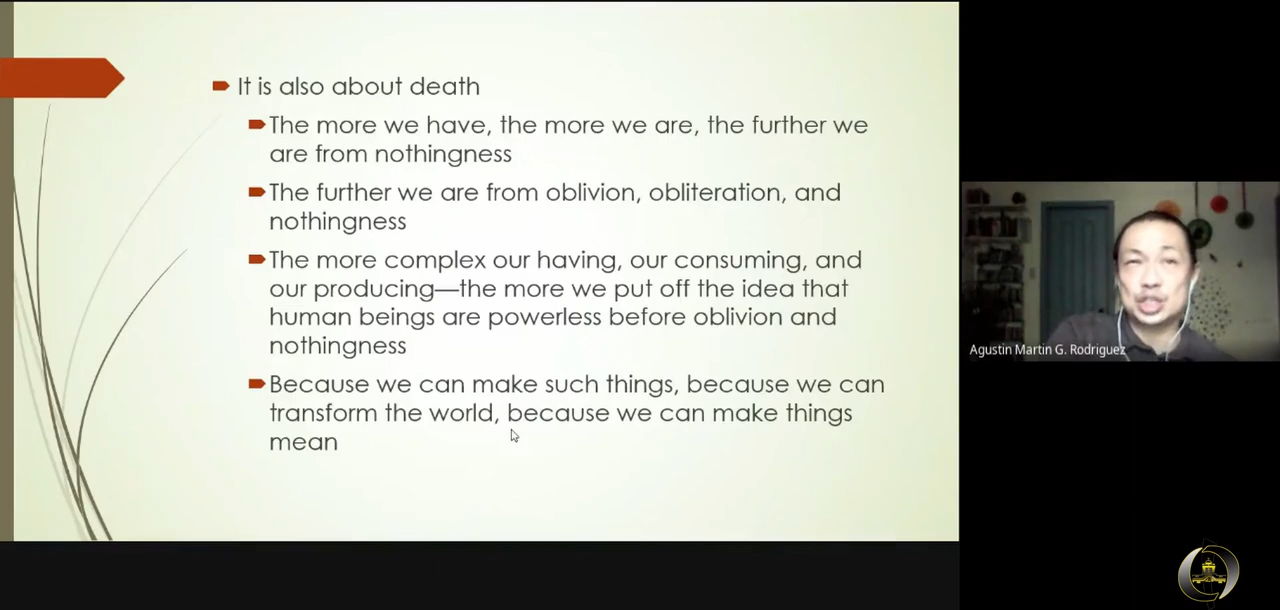 It is also about death
The more we have, the more we are, the further we
are from nothingness
The further we are from oblivion, obliteration, and
nothingness
The more complex our having, our consuming, and
our producing—the more we put off the idea that
human beings are powerless before oblivion and
nothingness
Because we can make such things, because we can
transform the world, because we can make things
mean
Agustin Martin G. Rodriguez